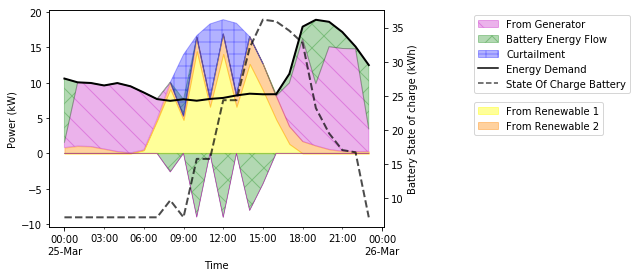 20
15
10
5
0
−5
−10
Power (kW)
35
30
25
20
15
10
Battery State of charge (kWh)
00:00
25-Mar
03:00
06:00
09:00
12:00
15:00
18:00
21:00
00:00
26-Mar
Time
From Generator
Battery Energy Flow
Curtailment
Energy Demand
State Of Charge Battery
From Renewable 1
From Renewable 2